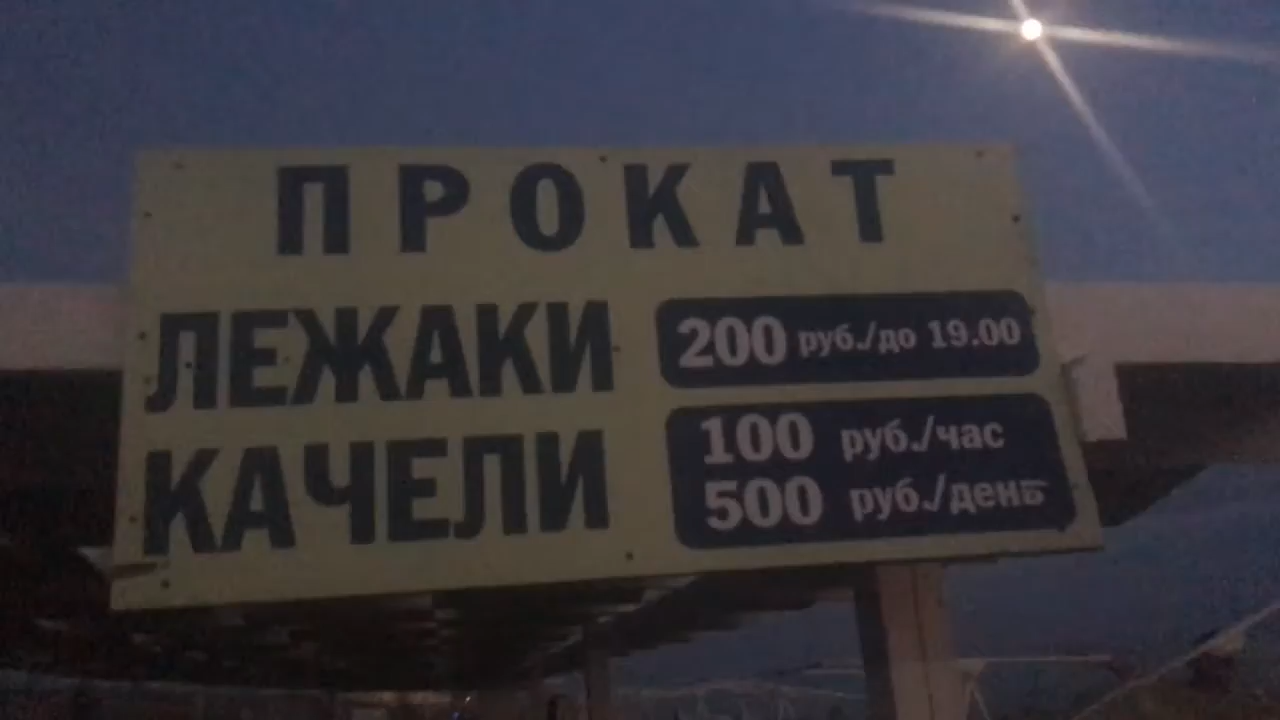 ПРОКАТ
ЛЕЖАКИ 200 руб./до 19.00
КАЧЕЛИ 100 руб./час
500 руб./день